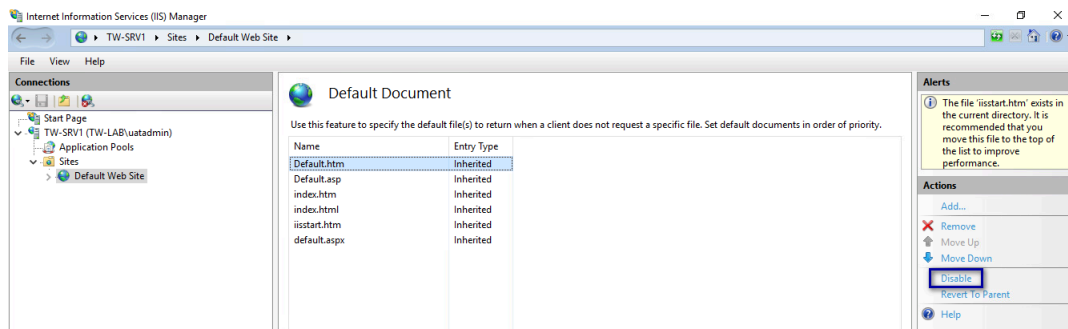 Internet Information Services (IIS) Manager
TW-SRV1 Sites Default Web Site
File View Help
Connections
Start Page
TW-SRV1 (TW-LAB\uatadmin)
Application Pools
Sites
Default Web Site
Default Document
Use this feature to specify the default file(s) to return when a client does not request a specific file. Set default documents in order of priority.
Name Entry Type
Default.htm Inherited
Default.asp Inherited
index.htm Inherited
index.html Inherited
iisstart.htm Inherited
default.aspx Inherited
Alerts
The file 'iisstart.htm' exists in
the current directory. It is
recommended that you
move this file to the top of
the list to improve
performance.
Actions
Add...
Remove
Move Up
Move Down
Disable
Revert To Parent
Help